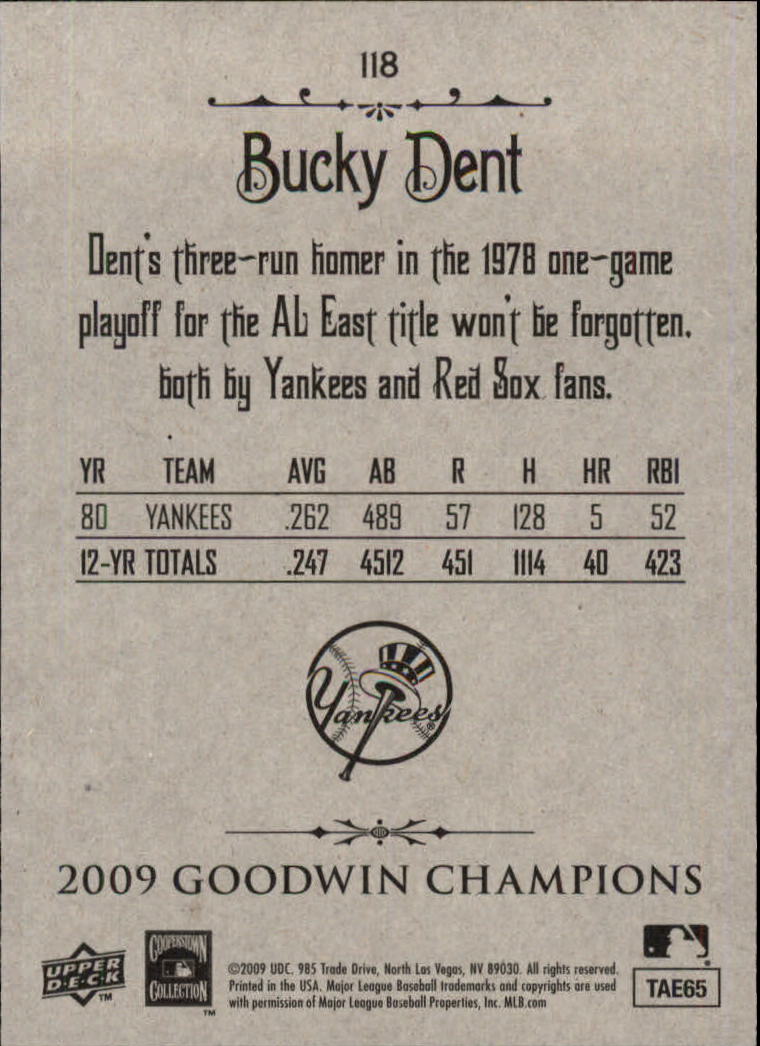 118
Bucky Dent
Dent's three-run homer in the 1978 one-game
playoff for the AL East title won't be forgotten.
both by Yankees and Red Sox fans.
YR TEAM AVG AB R H HR RBI
80 YANKEES .262 489 57 128 5 52
12-YR TOTALS .247 4512 451 1114 40 423
Yankees®
2009 GOODWIN CHAMPIONS
UPPER
D·E·C·K
TM
COOPERSTOWN
COLLECTION
TM
©2009 UDC. 985 Trade Drive, North Las Vegas, NV 89030. All rights reserved.
Printed in the USA. Major League Baseball trademarks and copyrights are used
with permission of Major League Baseball Properties, Inc. MLB.com
TAE65